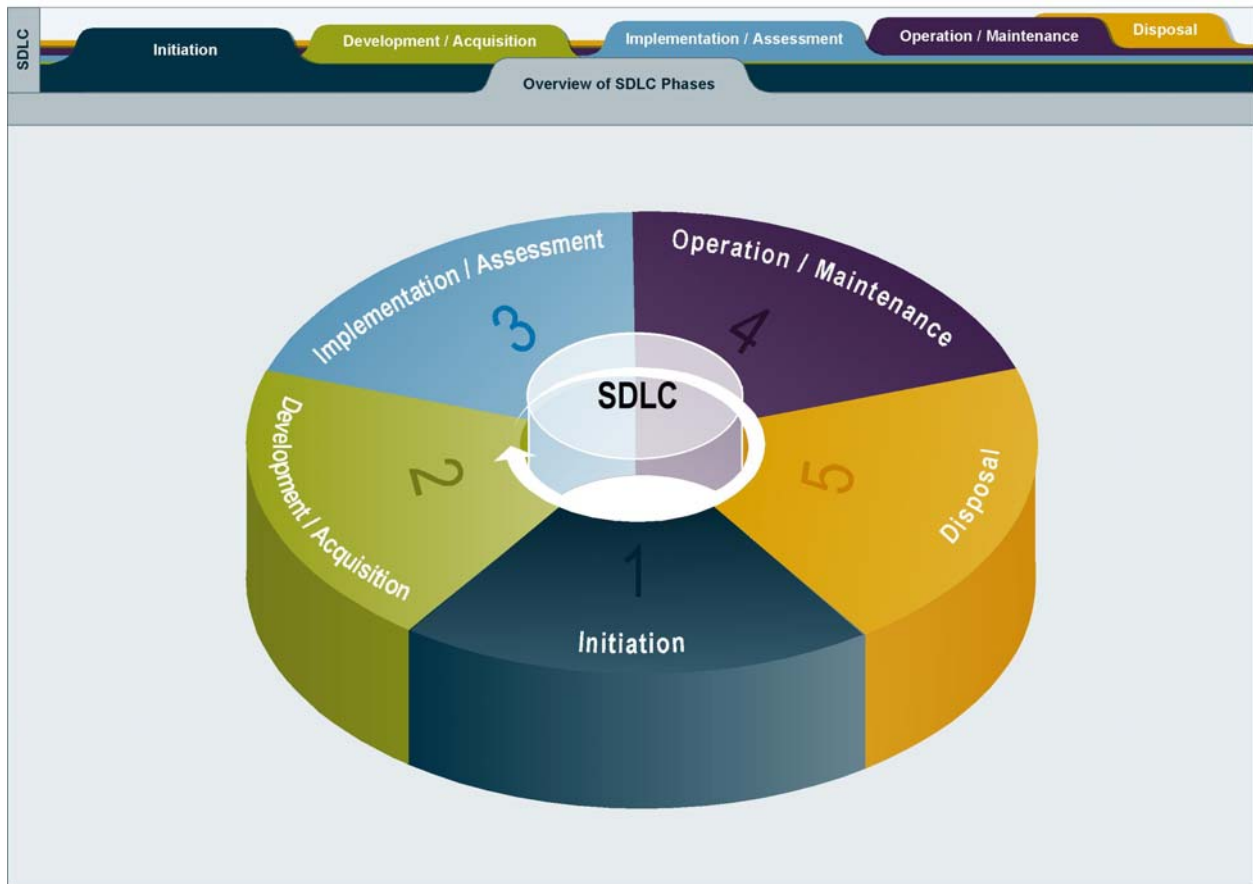 SDLC
Initiation
Development / Acquisition
Implementation / Assessment
Operation / Maintenance
Disposal
Overview of SDLC Phases
Implementation / Assessment
3
Operation / Maintenance
4
SDLC
Development / Acquisition
2
5
Disposal
1
Initiation